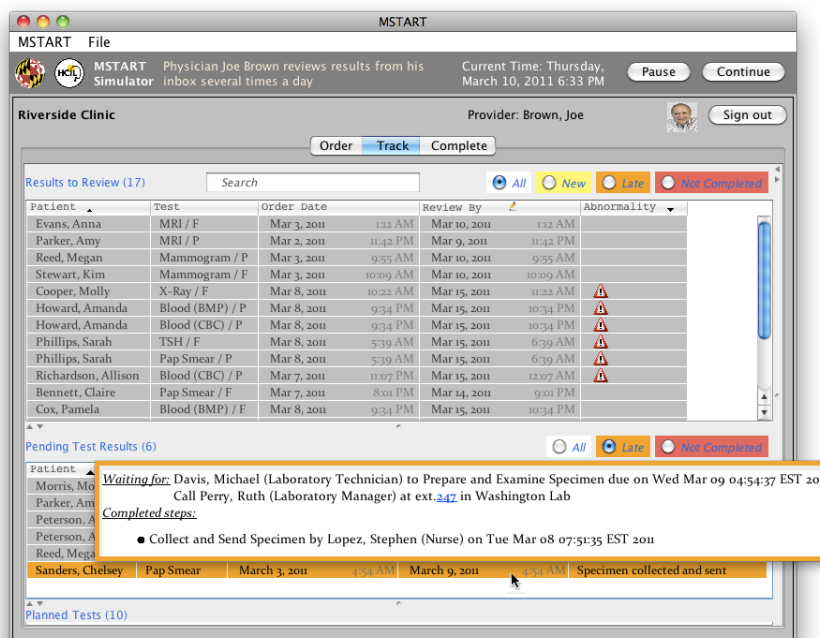 MSTART
MSTART File
HCIL MSTART Physician Joe Brown reviews results from his Current Time: Thursday, Pause Continue
Simulator inbox several times a day March 10, 2011 6:33 PM
Riverside Clinic Provider: Brown, Joe Sign out
Order Track Complete
Results to Review (17) Search All New Late Not Completed
Patient Test Order Date Review By Abnormality
Evans, Anna MRI / F Mar 3, 2011 1:12 AM Mar 10, 2011 1:12 AM
Parker, Amy MRI / P Mar 2, 2011 11:42 PM Mar 9, 2011 11:42 PM
Reed, Megan Mammogram / P Mar 3, 2011 9:55 AM Mar 10, 2011 9:55 AM
Stewart, Kim Mammogram / F Mar 3, 2011 10:09 AM Mar 10, 2011 10:09 AM
Cooper, Molly X-Ray / F Mar 8, 2011 10:22 AM Mar 15, 2011 11:22 AM
Howard, Amanda Blood (BMP) / P Mar 8, 2011 9:34 PM Mar 15, 2011 10:34 PM
Howard, Amanda Blood (CBC) / F Mar 8, 2011 9:34 PM Mar 15, 2011 10:34 PM
Phillips, Sarah TSH / F Mar 8, 2011 5:39 AM Mar 15, 2011 6:39 AM
Phillips, Sarah Pap Smear / P Mar 8, 2011 5:39 AM Mar 15, 2011 6:39 AM
Richardson, Allison Blood (CBC) / P Mar 7, 2011 11:07 PM Mar 15, 2011 12:07 AM
Bennett, Claire Pap Smear / F Mar 7, 2011 8:01 PM Mar 14, 2011 9:01 PM
Cox, Pamela Blood (BMP) / F Mar 8, 2011 9:34 PM Mar 15, 2011 10:34 PM
Pending Test Results (6) All Late Not Completed
Patient
Morris, Mo
Parker, Am
Peterson, A
Peterson, A
Reed, Mega
Waiting for: Davis, Michael (Laboratory Technician) to Prepare and Examine Specimen due on Wed Mar 09 04:54:37 EST 20
Call Perry, Ruth (Laboratory Manager) at ext.247 in Washington Lab
Completed steps:
● Collect and Send Specimen by Lopez, Stephen (Nurse) on Tue Mar 08 07:51:35 EST 2011
Sanders, Chelsey Pap Smear March 3, 2011 4:54 AM March 9, 2011 4:54 AM Specimen collected and sent
Planned Tests (10)